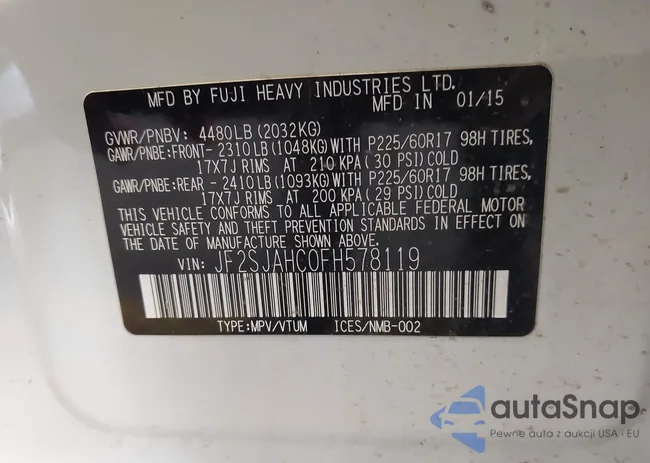 MFD BY FUJI HEAVY INDUSTRIES LTD.
MFD IN 01/15
GVWR/PNBV: 4480LB(2032KG)
GAWR/PNBE:FRONT-2310LB(1048KG)WITH P225/60R17 98H TIRES,
17X7J RIMS AT 210 KPA(30 PSI)COLD
GAWR/PNBE:REAR -2410LB(1093KG)WITH P225/60R17 98H TIRES,
17X7J RIMS AT 200 KPA(29 PSI)COLD
THIS VEHICLE CONFORMS TO ALL APPLICABLE FEDERAL MOTOR
VEHICLE SAFETY AND THEFT PREVENTION STANDARDS IN EFFECT ON
THE DATE OF MANUFACTURE SHOWN ABOVE.
VIN: JF2SJAHC0FH578119
TYPE:MPV/VTUM ICES/NMB-002
autaSnap
Pewne auta z aukcji USA i EU